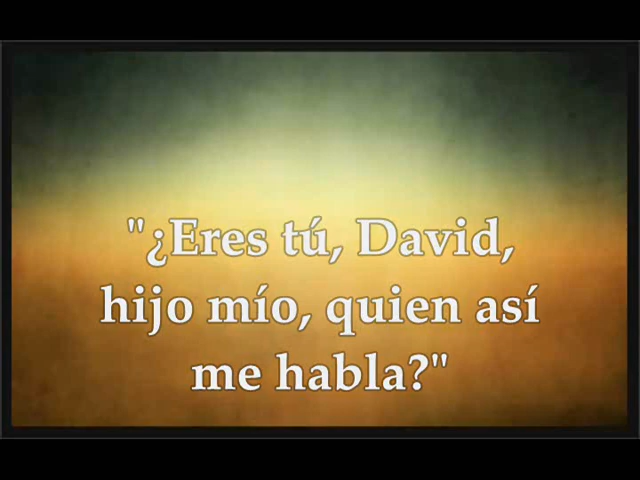 "¿Eres tú, David,
hijo mío, quien así
me habla?"